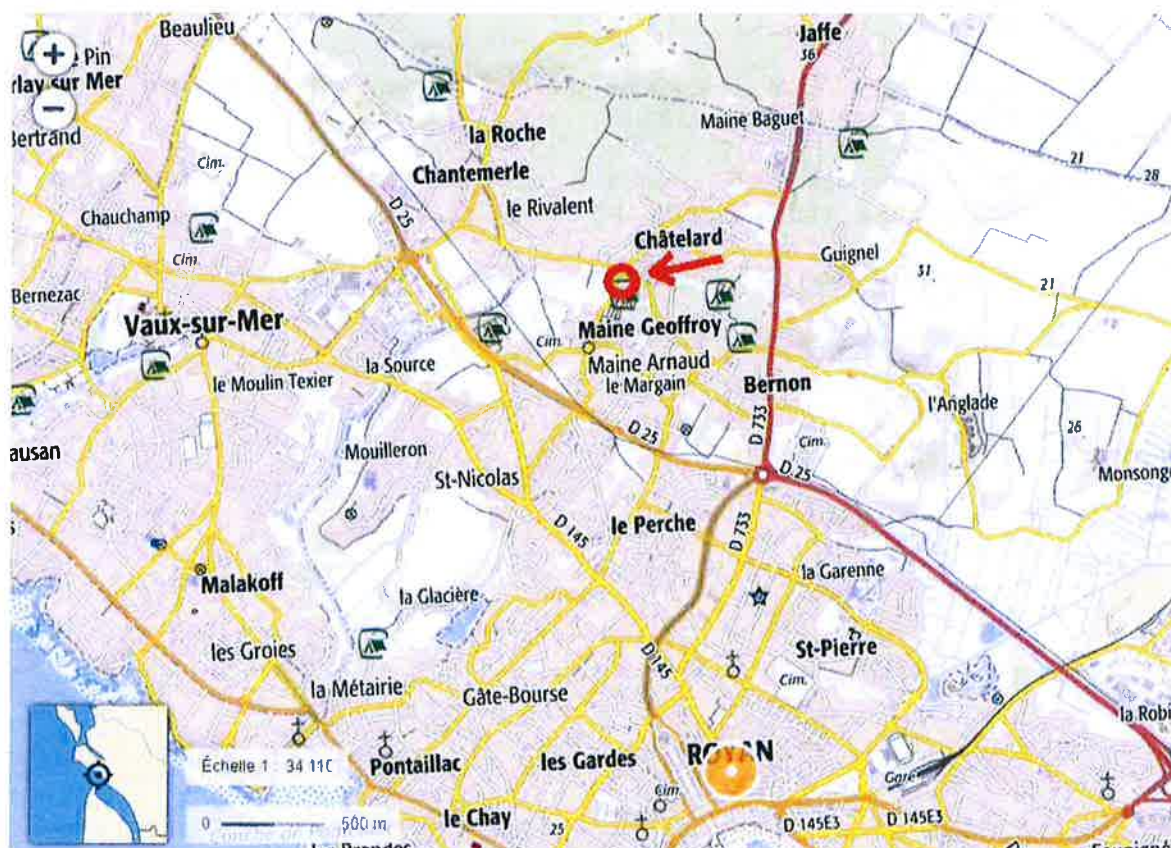 Beaulieu
Jaffe
36
Pin
rlay sur Mer
la Roche
Maine Baguet
Bertrand
Cim.
21
Chantemerle
28
le Rivalent
Chauchamp
D 25
Châtelard
Guignel
Cim.
31
21
Bernezac
Vaux-sur-Mer
Cim.
Maine Geoffroy
la Source
Maine Arnaud
le Moulin Texier
le Margain
Bernon
l'Anglade
D 25
D 733
26
ausan
Mouilleron
Cim.
St-Nicolas
D 25
Monsong
le Perche
D 145
D 733
la Garenne
Malakoff
la Glacière
les Groies
D 145
St-Pierre
la Métairie
Gâte-Bourse
Cim.
la Robi
Échelle 1 : 34 110
Pontaillac
les Gardes
ROYAN
Gare
Cim.
0 500 m
le Chay
25
D 145E3
D 145E3